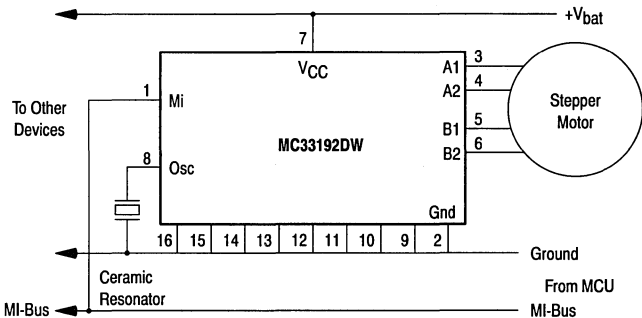 +Vbat
7
VCC
1
Mi
A1
3
A2
4
To Other
Devices
Stepper
Motor
B1
5
MC33192DW
8
Osc
B2
6
Gnd
16
15
14
13
12
11
10
9
2
Ground
Ceramic
Resonator
From MCU
MI-Bus
MI-Bus